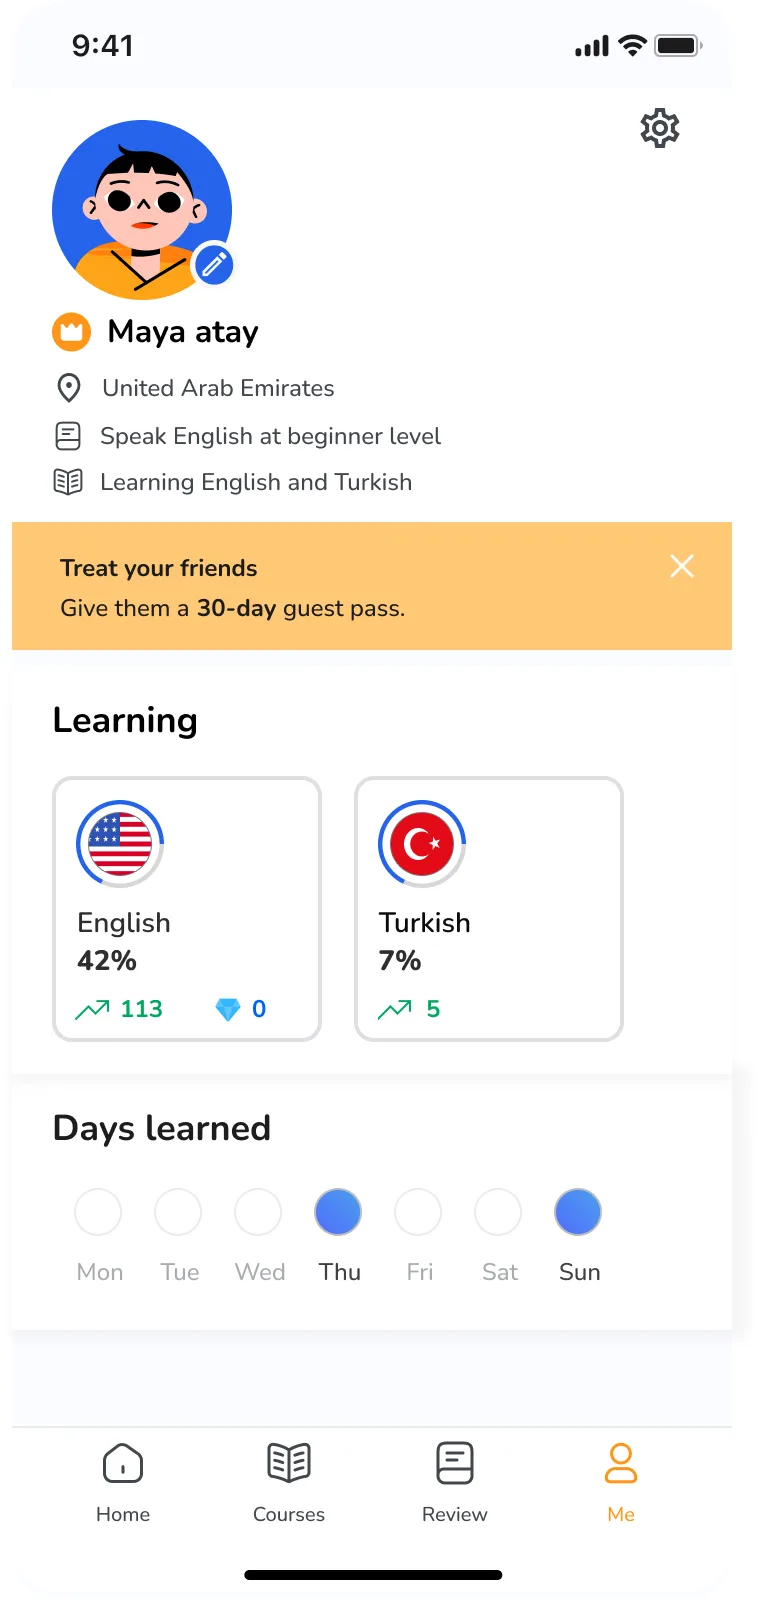 9:41
Maya atay
United Arab Emirates
Speak English at beginner level
Learning English and Turkish
Treat your friends
Give them a 30-day guest pass.
Learning
English
42%
113
0
Turkish
7%
5
Days learned
Mon Tue Wed Thu Fri Sat Sun
Home Courses Review Me